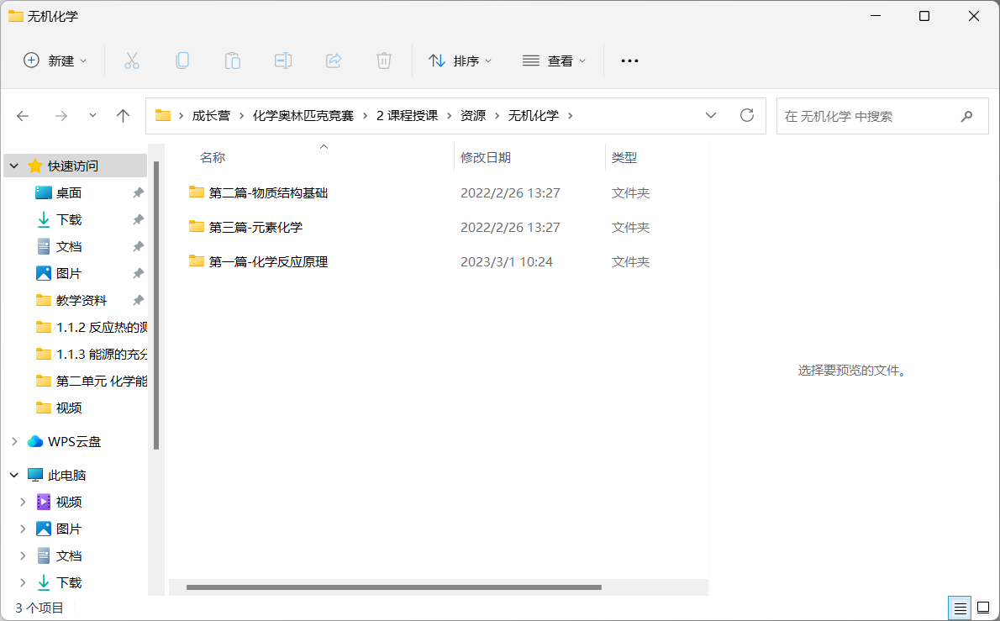 无机化学
新建
排序
查看
成长营 > 化学奥林匹克竞赛 > 2 课程授课 > 资源 > 无机化学 >
在 无机化学 中搜索
快速访问
桌面
下载
文档
图片
教学资料
1.1.2 反应热的测
1.1.3 能源的充分
第二单元 化学能
视频
WPS云盘
此电脑
视频
图片
文档
下载
名称 修改日期 类型
第二篇-物质结构基础 2022/2/26 13:27 文件夹
第三篇-元素化学 2022/2/26 13:27 文件夹
第一篇-化学反应原理 2023/3/1 10:24 文件夹
选择要预览的文件。
3 个项目